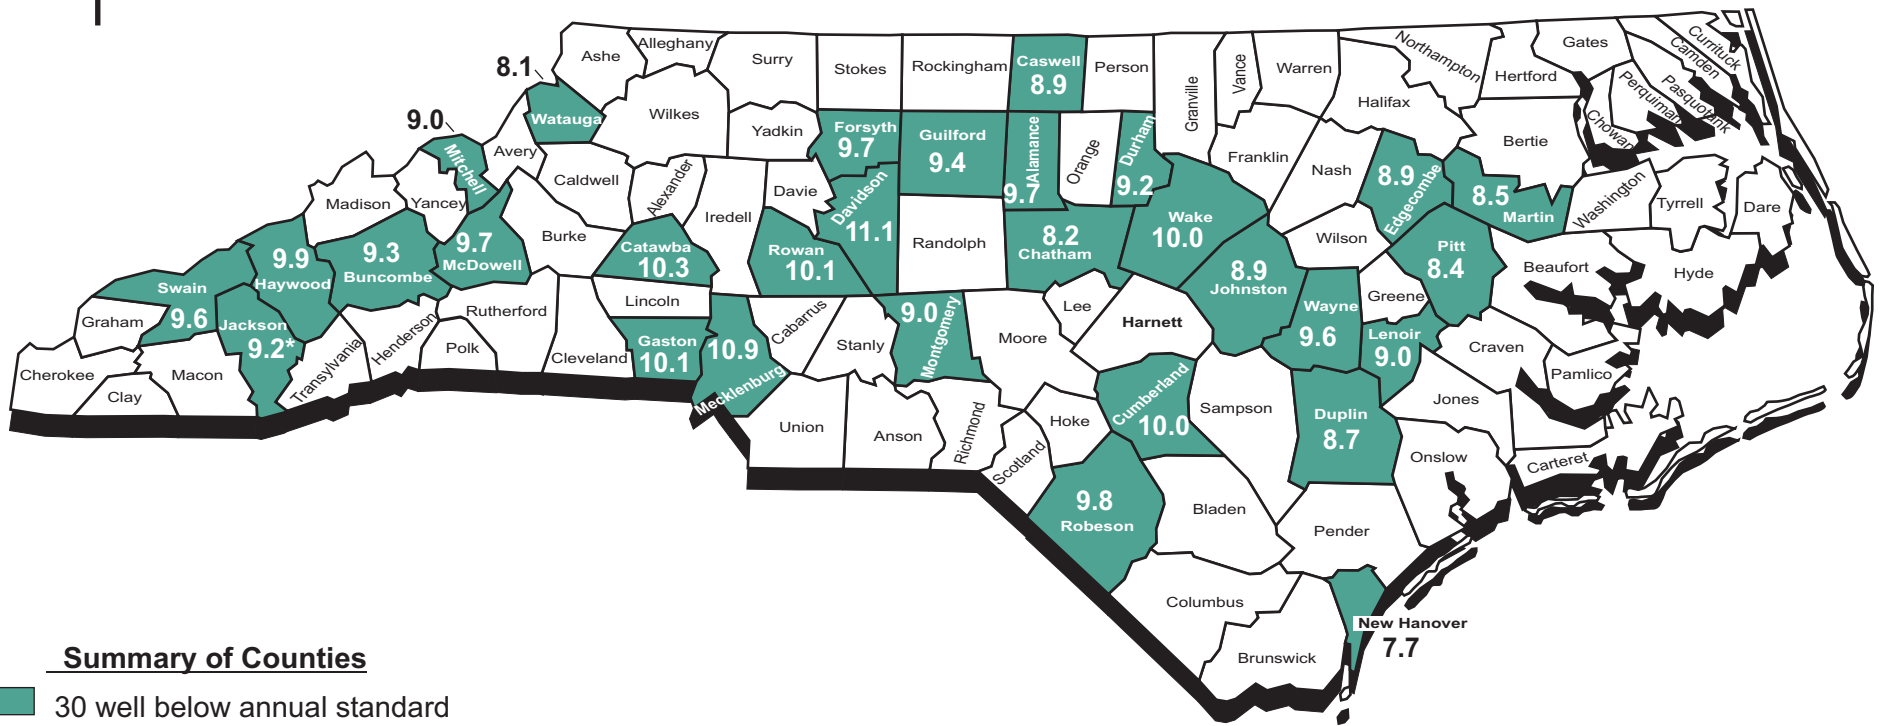 Ashe
Alleghany
Surry
Stokes
Rockingham
Caswell
8.9
Person
Granville
Vance
Warren
Northampton
Hertford
Gates
Currituck
Camden
Pasquotank
Perquimans
Chowan
8.1
Watauga
Wilkes
Yadkin
Forsyth
9.7
Guilford
9.4
Alamance
9.7
Orange
Durham
9.2
Franklin
Nash
Halifax
8.9
Edgecombe
Bertie
8.5
Martin
Washington
Tyrrell
Dare
9.0
Mitchell
Avery
Caldwell
Alexander
Iredell
Davie
Davidson
11.1
Randolph
8.2
Chatham
Wake
10.0
Wilson
Pitt
8.4
Beaufort
Hyde
Madison
Yancey
9.7
McDowell
Burke
Catawba
10.3
Rowan
10.1
8.9
Johnston
Wayne
9.6
Greene
Lenoir
9.0
Craven
Pamlico
Swain
9.6
9.9
Haywood
9.3
Buncombe
Rutherford
Lincoln
Cabarrus
Stanly
9.0
Montgomery
Moore
Lee
Harnett
Graham
Jackson
9.2*
Transylvania
Henderson
Polk
Cleveland
Gaston
10.1
10.9
Mecklenburg
Cherokee
Clay
Macon
Union
Anson
Richmond
Scotland
Hoke
Cumberland
10.0
Sampson
Duplin
8.7
Jones
Onslow
Carteret
9.8
Robeson
Bladen
Pender
Columbus
Brunswick
New Hanover
7.7
Summary of Counties
30 well below annual standard